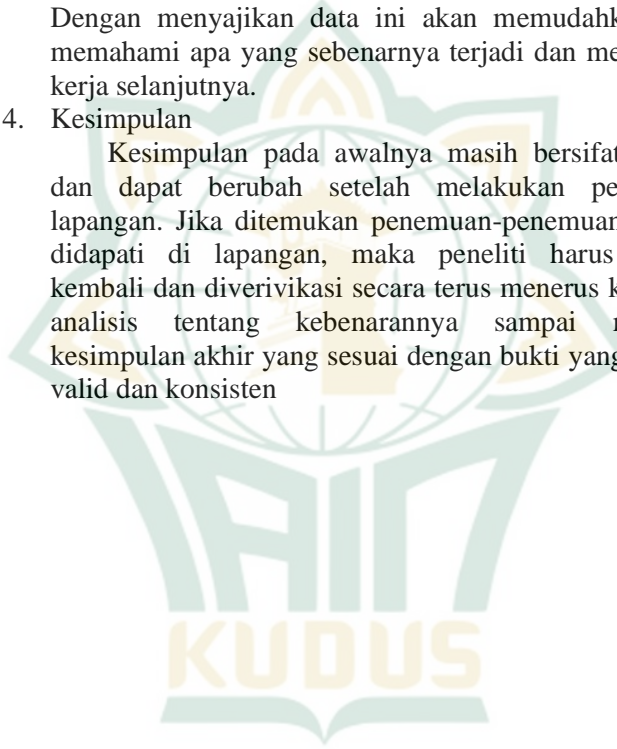 Dengan menyajikan data ini akan
memahami apa yang sebenarnya terjadi dan
kerja selanjutnya.
4. Kesimpulan
Kesimpulan pada awalnya masih bersifat
dan dapat berubah setelah melakukan
lapangan. Jika ditemukan penemuan-penemuan
didapati di lapangan, maka peneliti harus
kembali dan diverivikasi secara terus menerus
analisis tentang kebenarannya sampai
kesimpulan akhir yang sesuai dengan bukti yang
valid dan konsisten
IAIN
KUDUS